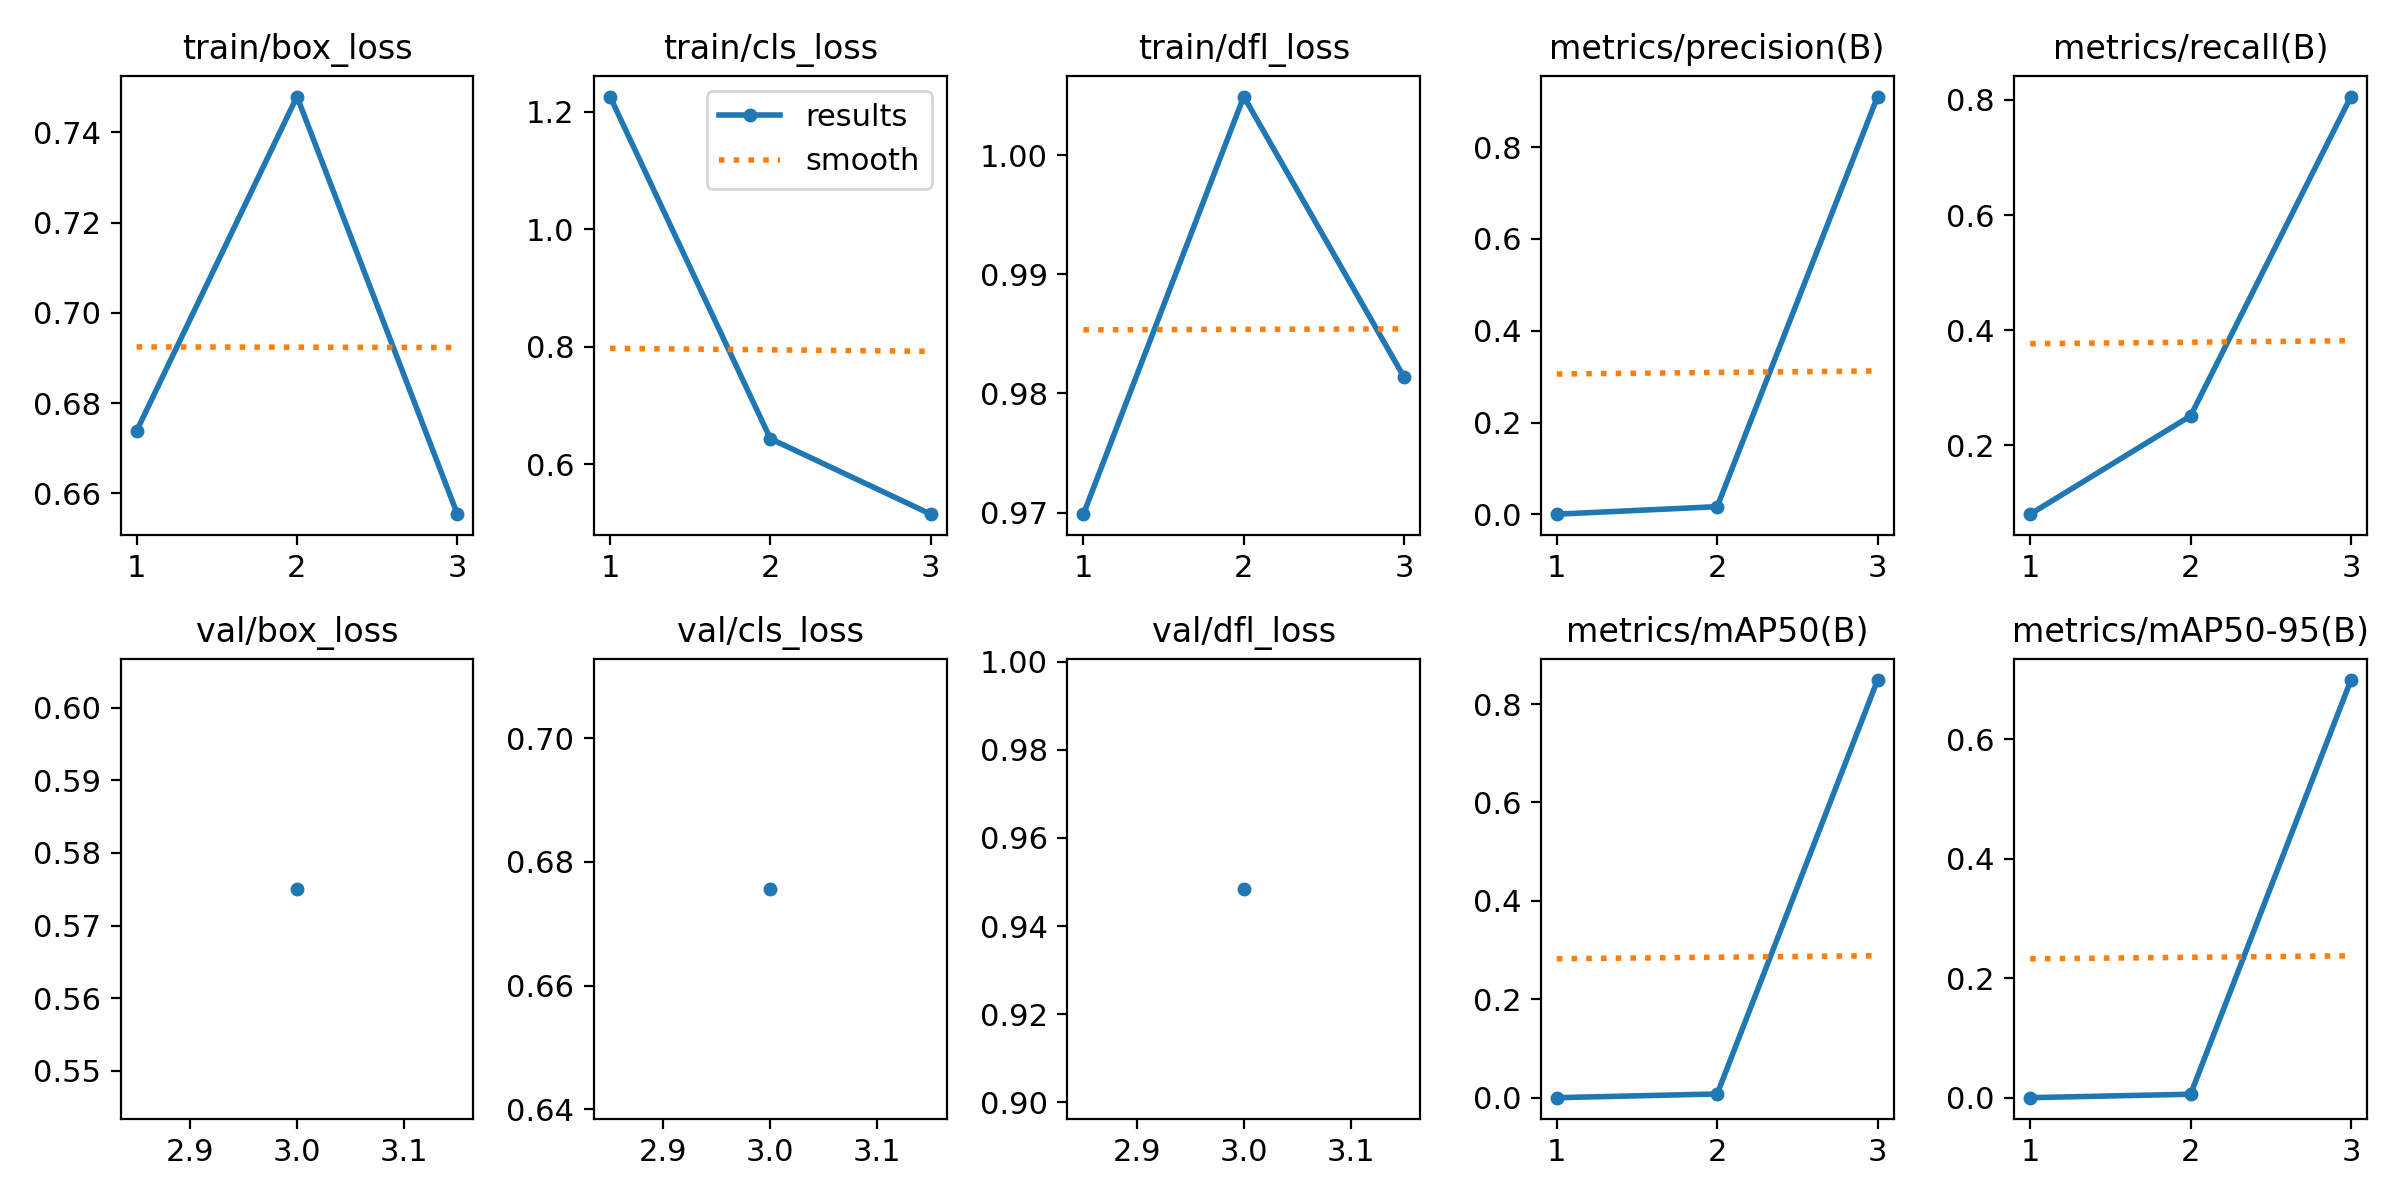 train/box_loss
0.74
0.72
0.70
0.68
0.66
1 2 3
train/cls_loss
results
smooth
1.2
1.0
0.8
0.6
1 2 3
train/dfl_loss
1.00
0.99
0.98
0.97
1 2 3
metrics/precision(B)
0.8
0.6
0.4
0.2
0.0
1 2 3
metrics/recall(B)
0.8
0.6
0.4
0.2
1 2 3
val/box_loss
0.60
0.59
0.58
0.57
0.56
0.55
2.9 3.0 3.1
val/cls_loss
0.70
0.68
0.66
0.64
2.9 3.0 3.1
val/dfl_loss
1.00
0.98
0.96
0.94
0.92
0.90
2.9 3.0 3.1
metrics/mAP50(B)
0.8
0.6
0.4
0.2
0.0
1 2 3
metrics/mAP50-95(B)
0.6
0.4
0.2
0.0
1 2 3